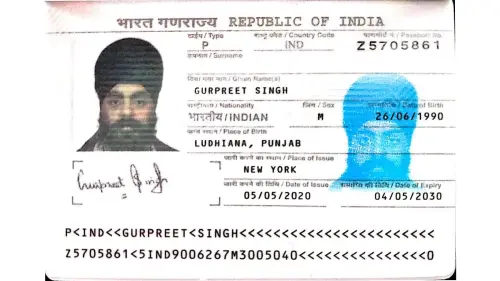 भारत गणराज्य REPUBLIC OF INDIA
टाईप /Type राष्ट्र कोड / Country Code पासपोर्ट नं / Passport No.
P IND Z5705861
उपनाम / Surname
दिया गया नाम / Given Name(s)
GURPREET SINGH
राष्ट्रीयता / Nationality लिंग / Sex जन्मतिथि / Date of Birth
भारतीय/INDIAN M 26/06/1990
जन्म स्थान / Place of Birth
LUDHIANA, PUNJAB
जारी करने का स्थान / Place of Issue
NEW YORK
Gurpreet Singh
जारी करने की तिथि / Date of Issue समाप्ति की तिथि / Date of Expiry
05/05/2020 04/05/2030
P<IND<<GURPREET<SINGH<<<<<<<<<<<<<<<<<<<<<<<
Z5705861<5IND9006267M3005040<<<<<<<<<<<<<<<0